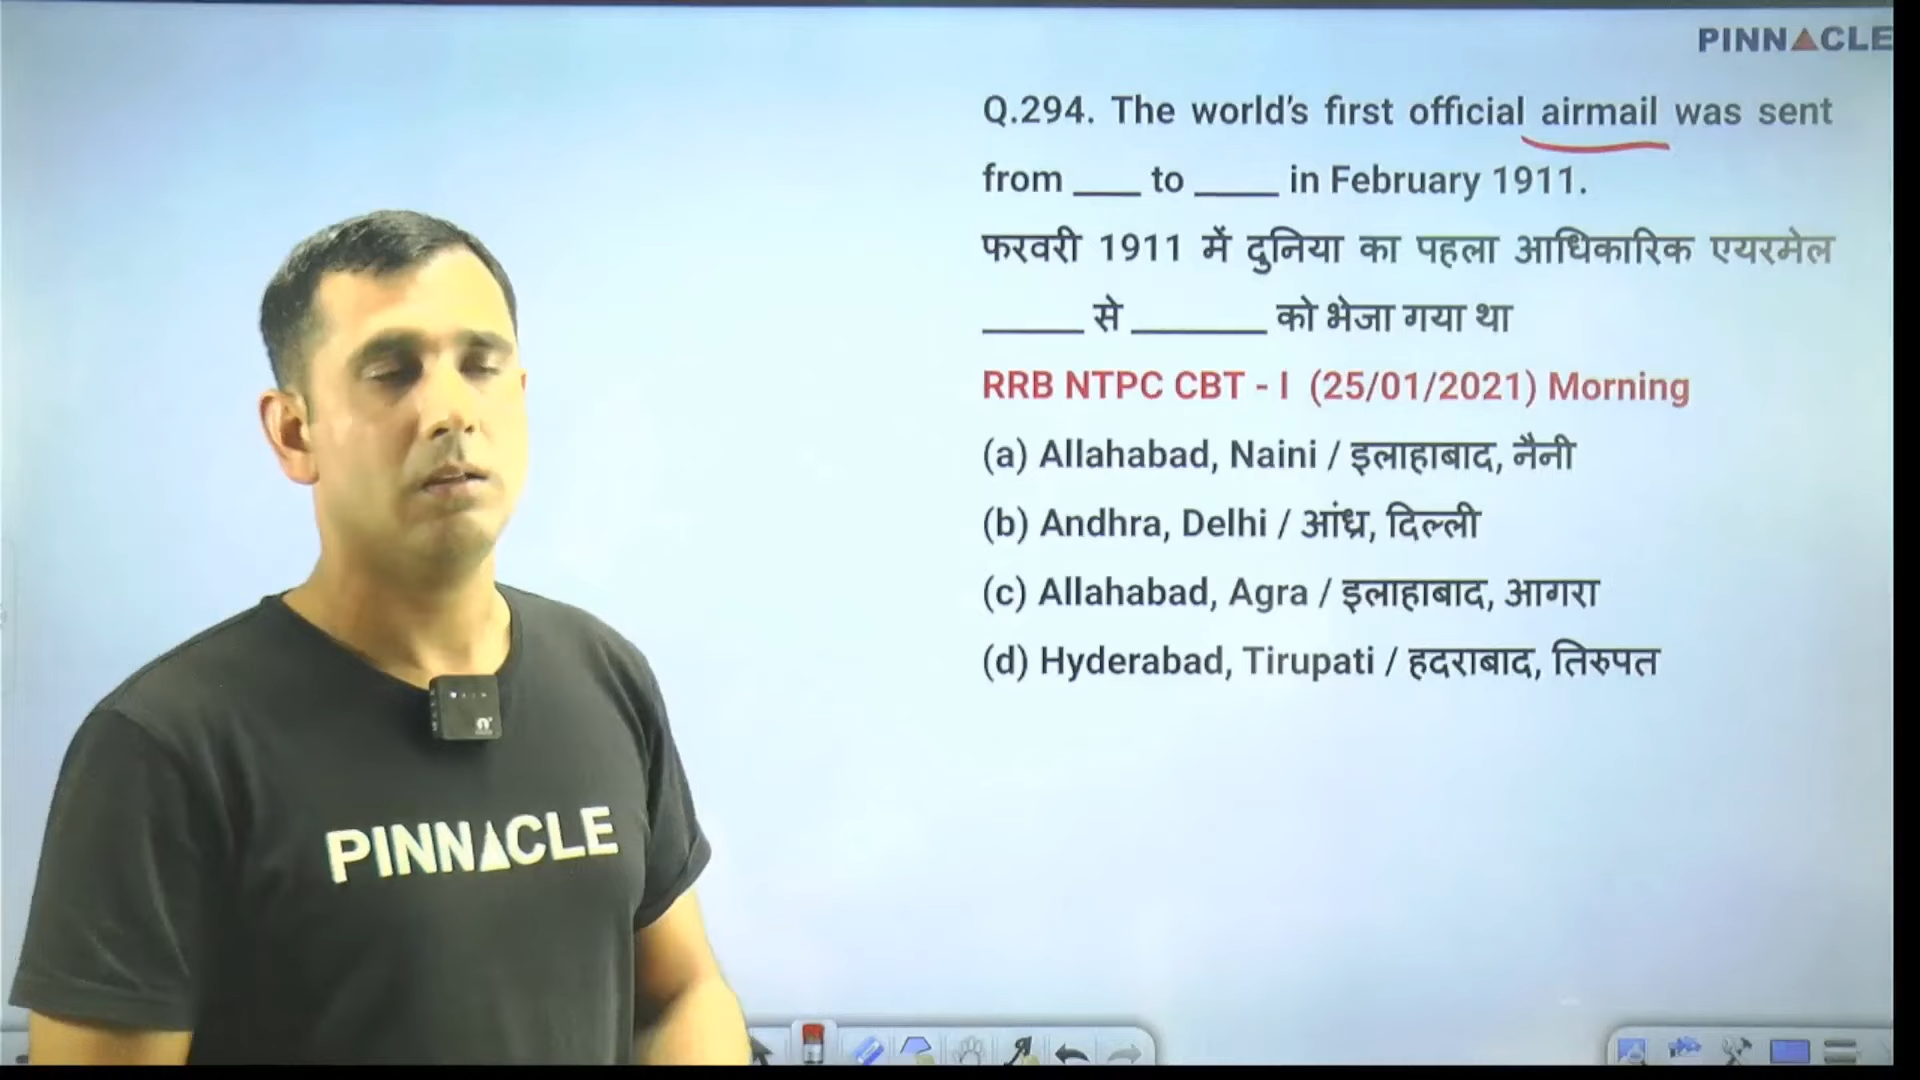 PINNACLE
Q.294. The world's first official airmail was sent
from ____ to _____ in February 1911.
फरवरी 1911 में दुनिया का पहला आधिकारिक एयरमेल
______ से ________ को भेजा गया था
RRB NTPC CBT - I (25/01/2021) Morning
(a) Allahabad, Naini / इलाहाबाद, नैनी
(b) Andhra, Delhi / आंध्र, दिल्ली
(c) Allahabad, Agra / इलाहाबाद, आगरा
(d) Hyderabad, Tirupati / हदराबाद, तिरुपत
PINNACLE